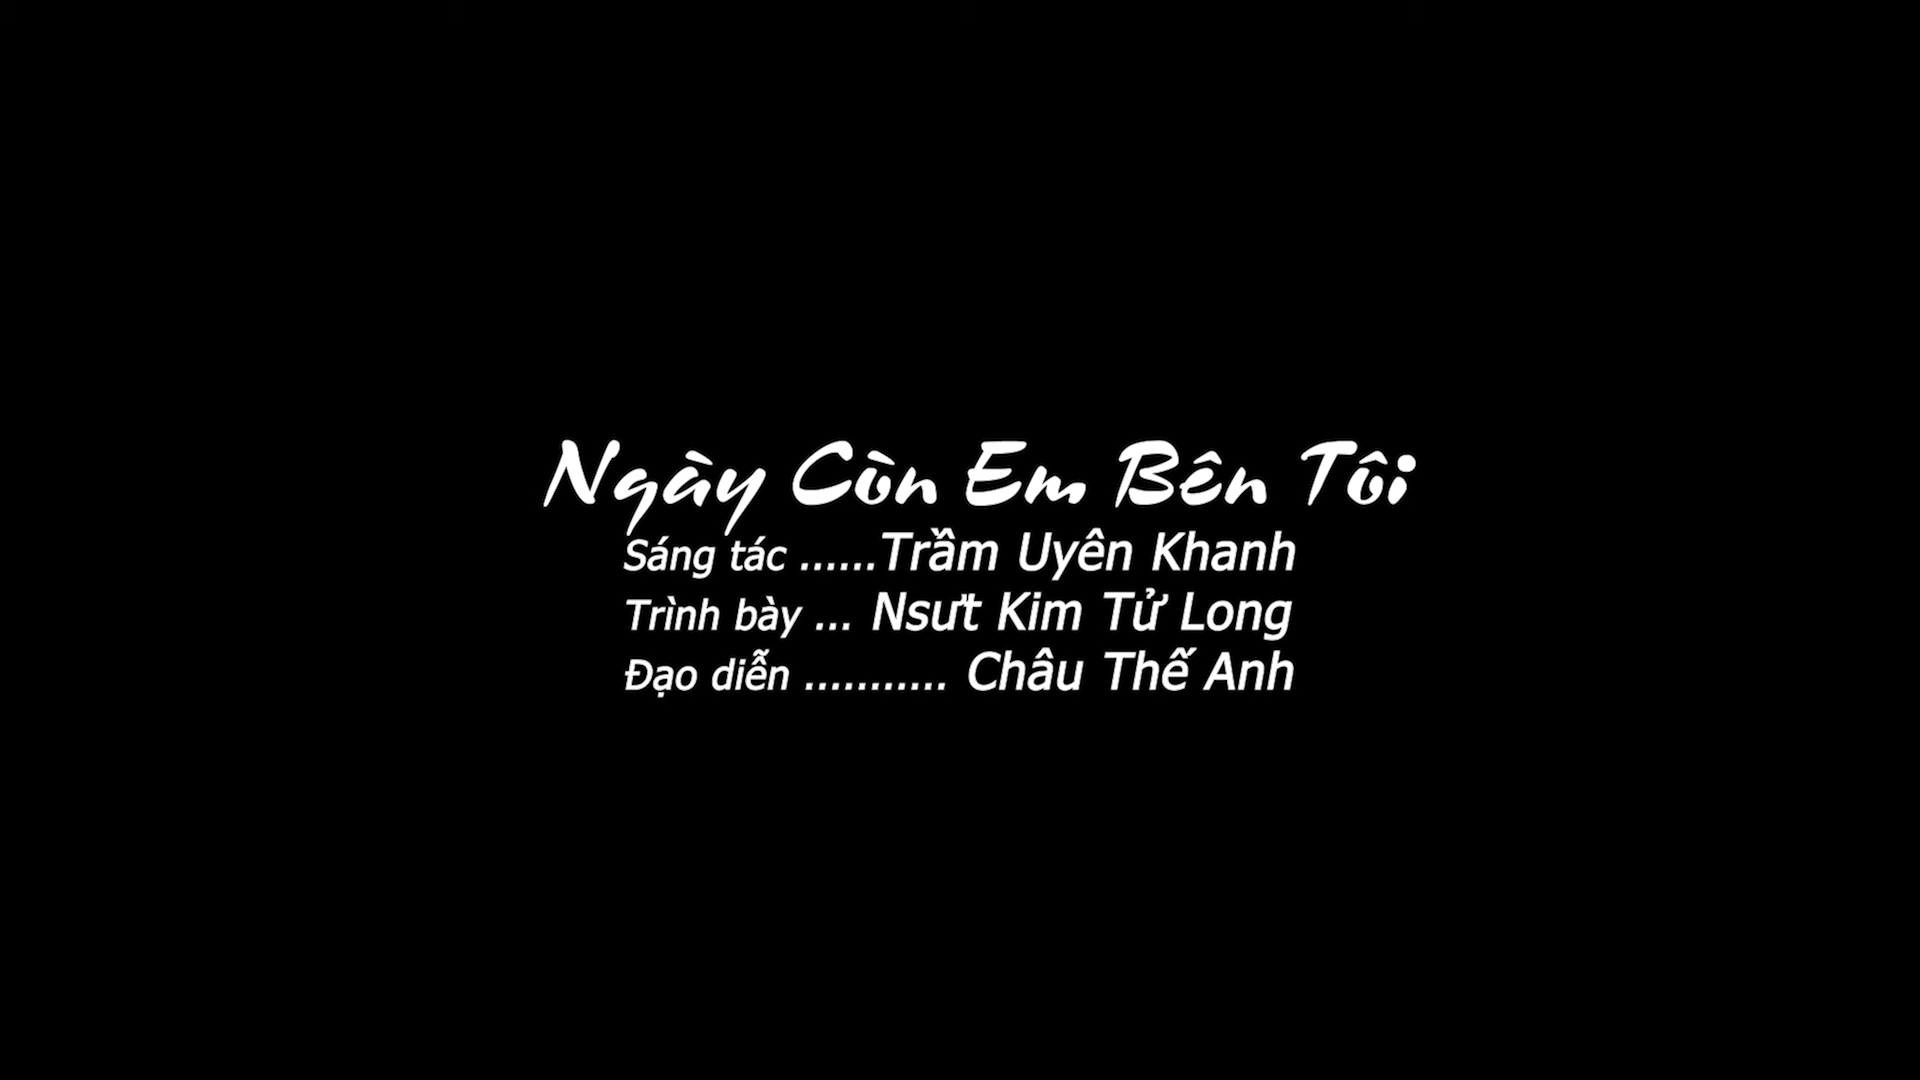 Ngày Còn Em Bên Tôi
Sáng tác ......Trầm Uyên Khanh
Trình bày ... Nsưt Kim Tử Long
Đạo diễn ........... Châu Thế Anh